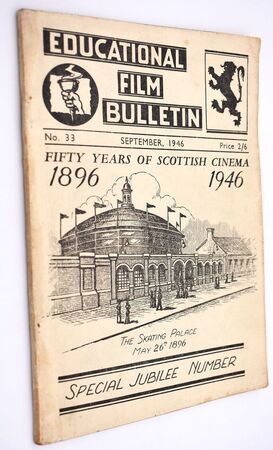 EDUCATIONAL
FILM
BULLETIN
No. 33 SEPTEMBER, 1946 Price 2/6
FIFTY YEARS OF SCOTTISH CINEMA
1896 1946
THE SKATING PALACE
MAY 26TH 1896
SPECIAL JUBILEE NUMBER